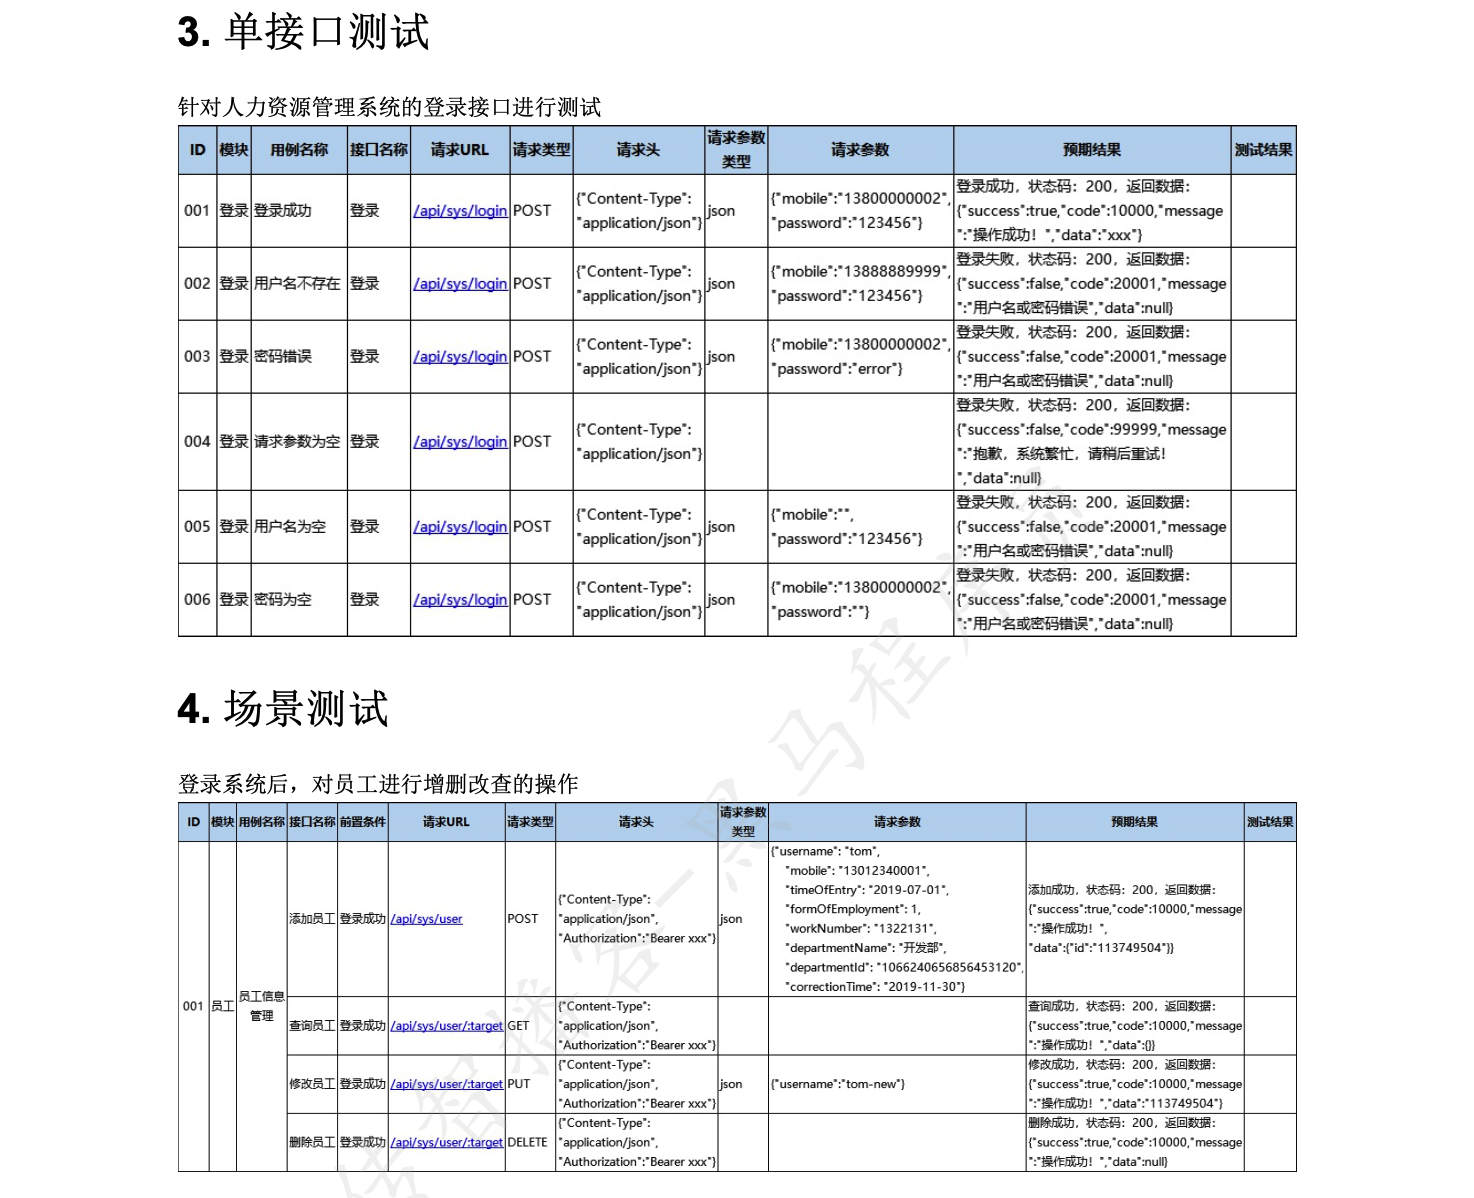 3. 单接口测试
针对人力资源管理系统的登录接口进行测试
ID 模块 用例名称 接口名称 请求URL 请求类型 请求头 请求参数类型 请求参数 预期结果 测试结果
001 登录 登录成功 登录 /api/sys/login POST {"Content-Type": "application/json"} json {"mobile":"13800000002", "password":"123456"} 登录成功，状态码：200，返回数据：{"success":true,"code":10000,"message":"操作成功！","data":"xxx"}
002 登录 用户名不存在 登录 /api/sys/login POST {"Content-Type": "application/json"} json {"mobile":"13888889999", "password":"123456"} 登录失败，状态码：200，返回数据：{"success":false,"code":20001,"message":"用户名或密码错误","data":null}
003 登录 密码错误 登录 /api/sys/login POST {"Content-Type": "application/json"} json {"mobile":"13800000002", "password":"error"} 登录失败，状态码：200，返回数据：{"success":false,"code":20001,"message":"用户名或密码错误","data":null}
004 登录 请求参数为空 登录 /api/sys/login POST {"Content-Type": "application/json"} 登录失败，状态码：200，返回数据：{"success":false,"code":99999,"message":"抱歉，系统繁忙，请稍后重试！","data":null}
005 登录 用户名为空 登录 /api/sys/login POST {"Content-Type": "application/json"} json {"mobile":"", "password":"123456"} 登录失败，状态码：200，返回数据：{"success":false,"code":20001,"message":"用户名或密码错误","data":null}
006 登录 密码为空 登录 /api/sys/login POST {"Content-Type": "application/json"} json {"mobile":"13800000002", "password":""} 登录失败，状态码：200，返回数据：{"success":false,"code":20001,"message":"用户名或密码错误","data":null}
4. 场景测试
登录系统后，对员工进行增删改查的操作
ID 模块 用例名称 接口名称 前置条件 请求URL 请求类型 请求头 请求参数类型 请求参数 预期结果 测试结果
001 员工 员工信息管理 添加员工 登录成功 /api/sys/user POST {"Content-Type": "application/json", "Authorization":"Bearer xxx"} json {"username": "tom", "mobile": "13012340001", "timeOfEntry": "2019-07-01", "formOfEmployment": 1, "workNumber": "1322131", "departmentName": "开发部", "departmentId": "1066240656856453120", "correctionTime": "2019-11-30"} 添加成功，状态码：200，返回数据：{"success":true,"code":10000,"message":"操作成功！", "data":{"id":"113749504"}}
查询员工 登录成功 /api/sys/user/:target GET {"Content-Type": "application/json", "Authorization":"Bearer xxx"} 查询成功，状态码：200，返回数据：{"success":true,"code":10000,"message":"操作成功！","data":{}}
修改员工 登录成功 /api/sys/user/:target PUT {"Content-Type": "application/json", "Authorization":"Bearer xxx"} json {"username":"tom-new"} 修改成功，状态码：200，返回数据：{"success":true,"code":10000,"message":"操作成功！","data":"113749504"}
删除员工 登录成功 /api/sys/user/:target DELETE {"Content-Type": "application/json", "Authorization":"Bearer xxx"} 删除成功，状态码：200，返回数据：{"success":true,"code":10000,"message":"操作成功！","data":null}
传智播客—黑马程序